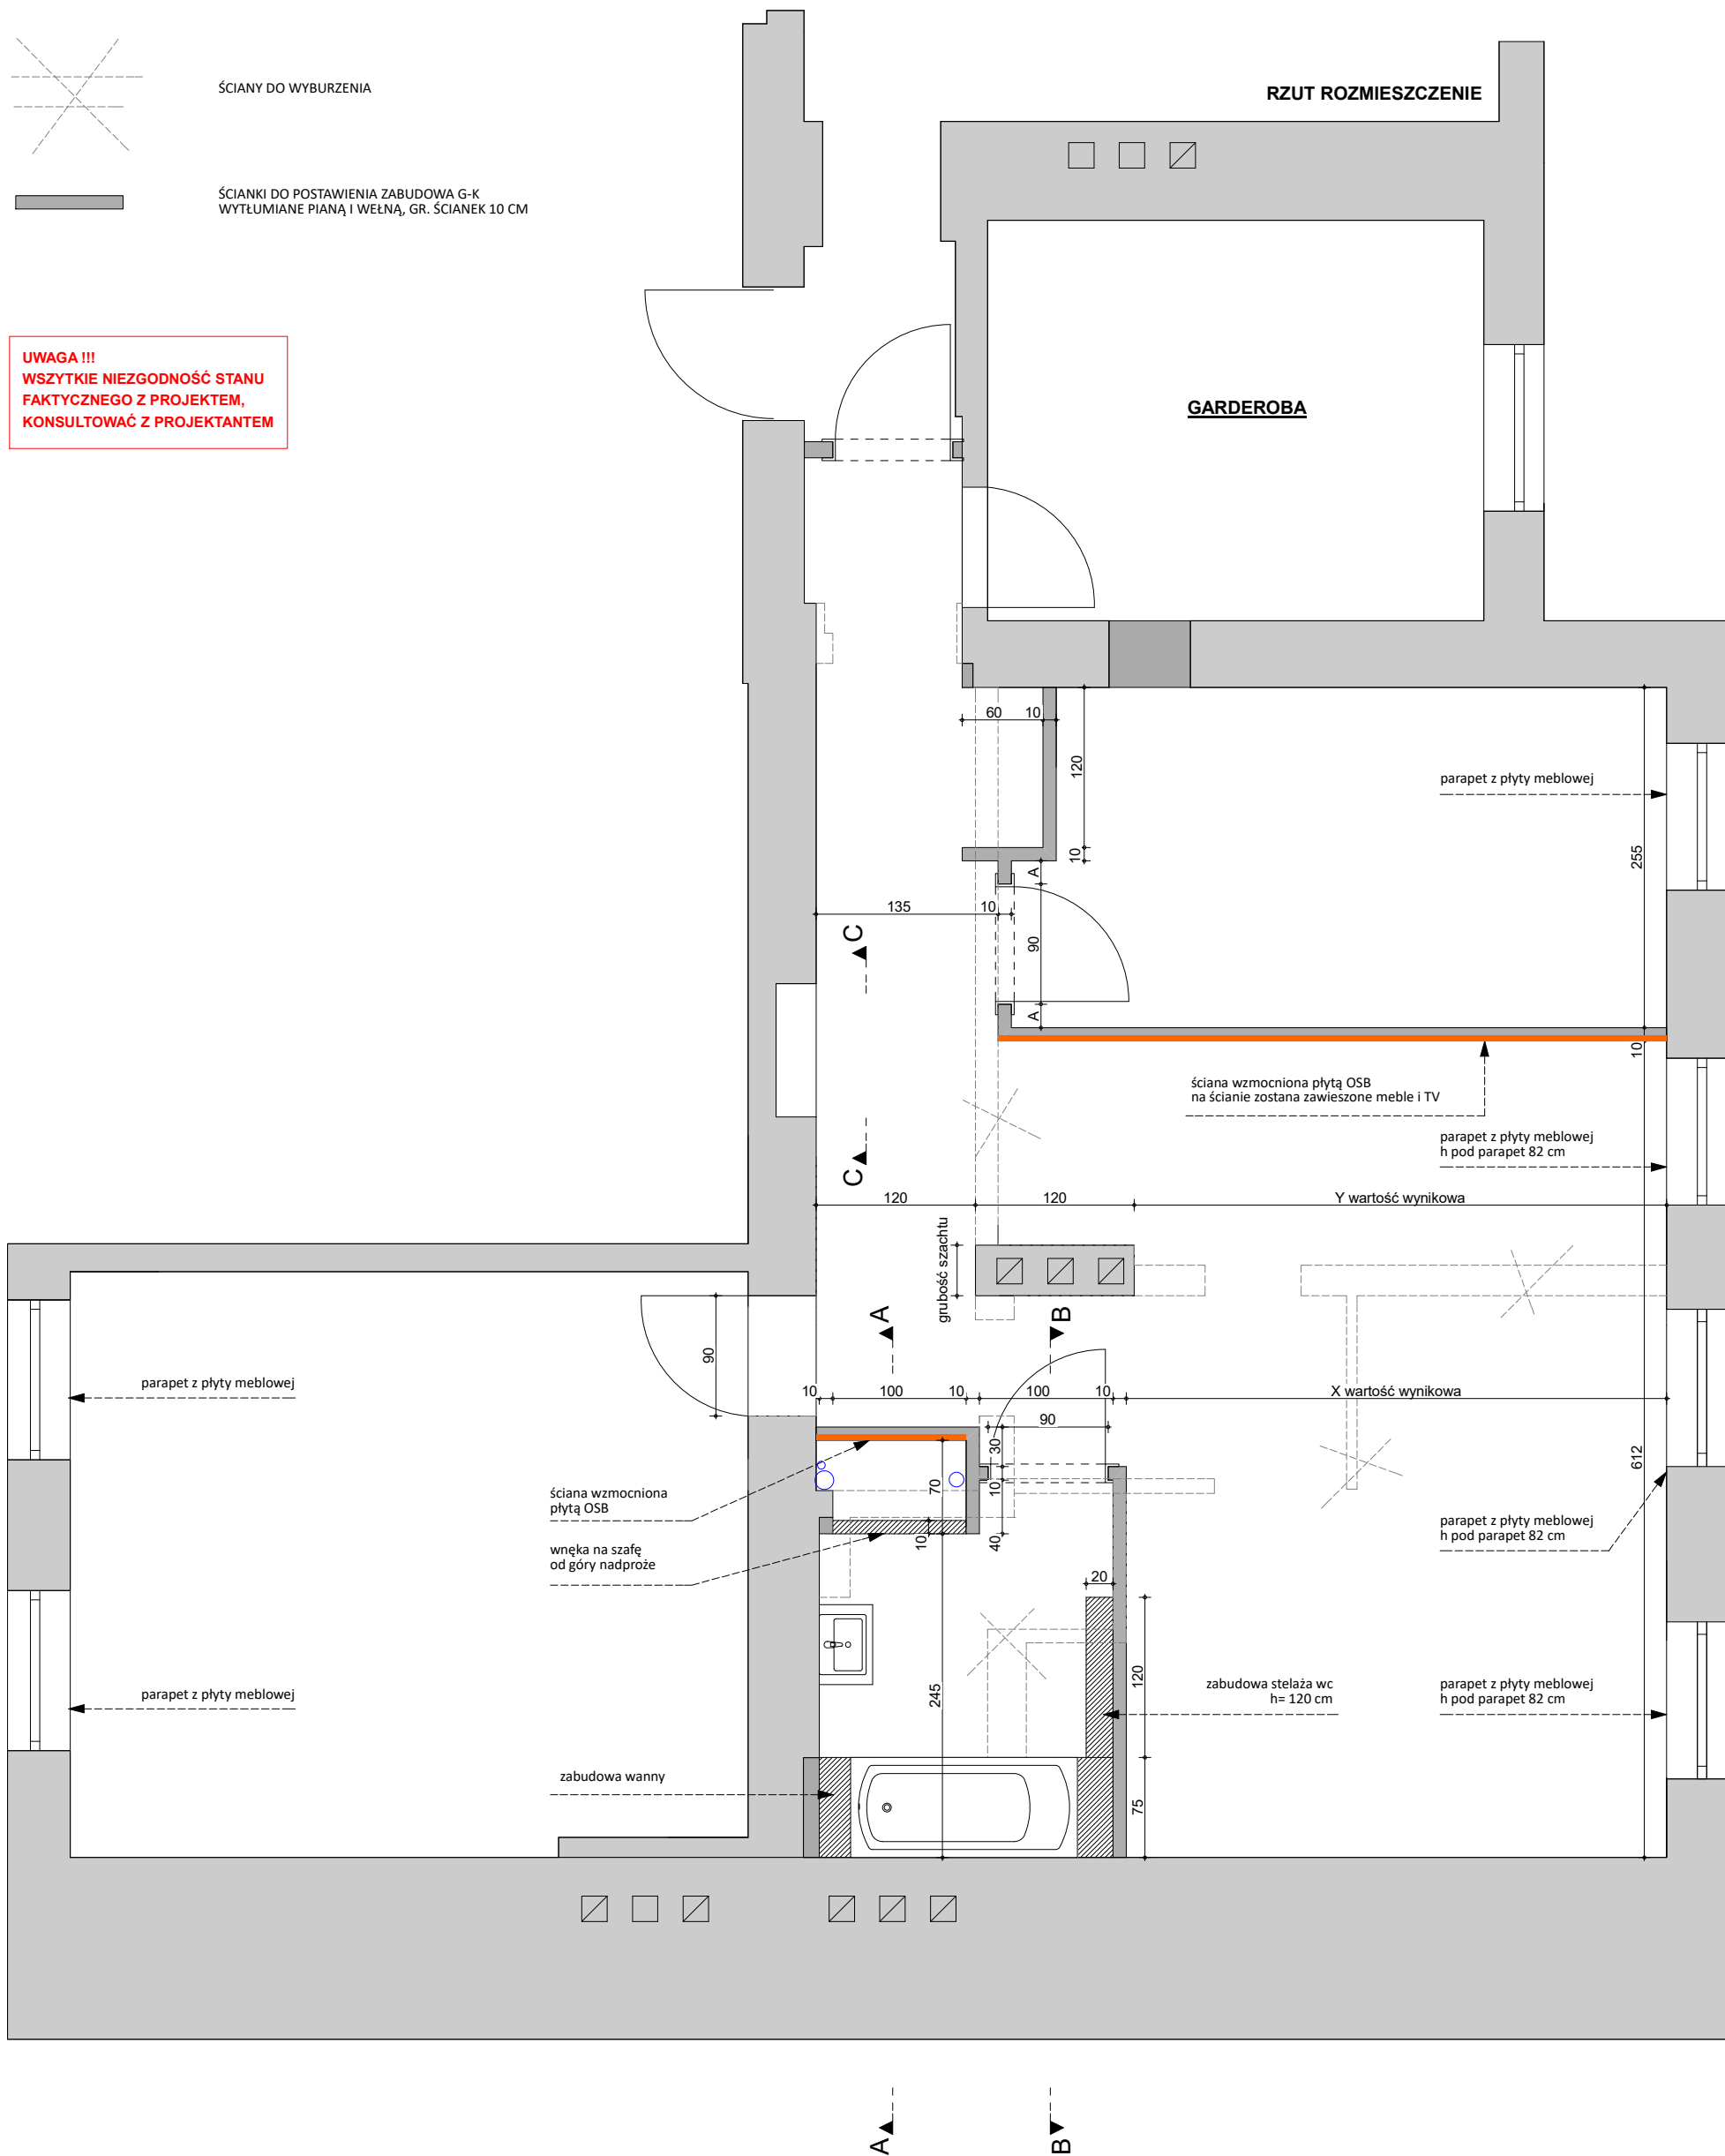 ŚCIANY DO WYBURZENIA
RZUT ROZMIESZCZENIE
ŚCIANKI DO POSTAWIENIA ZABUDOWA G-K
WYTŁUMIANE PIANĄ I WEŁNĄ, GR. ŚCIANEK 10 CM
UWAGA !!!
WSZYTKIE NIEZGODNOŚĆ STANU
FAKTYCZNEGO Z PROJEKTEM,
KONSULTOWAĆ Z PROJEKTANTEM
GARDEROBA
60 10
120
parapet z płyty meblowej
10
255
A
135 10
C
90
A
10
ściana wzmocniona płytą OSB
na ścianie zostana zawieszone meble i TV
parapet z płyty meblowej
h pod parapet 82 cm
C
120 120 Y wartość wynikowa
grubość szachtu
A
B
90
parapet z płyty meblowej
10 100 10 100 10 X wartość wynikowa
90
30
612
70
10
ściana wzmocniona
płytą OSB
parapet z płyty meblowej
h pod parapet 82 cm
10
40
wnęka na szafę
od góry nadproże
20
120
245
zabudowa stelaża wc
h= 120 cm
parapet z płyty meblowej
h pod parapet 82 cm
parapet z płyty meblowej
zabudowa wanny
75
A
B